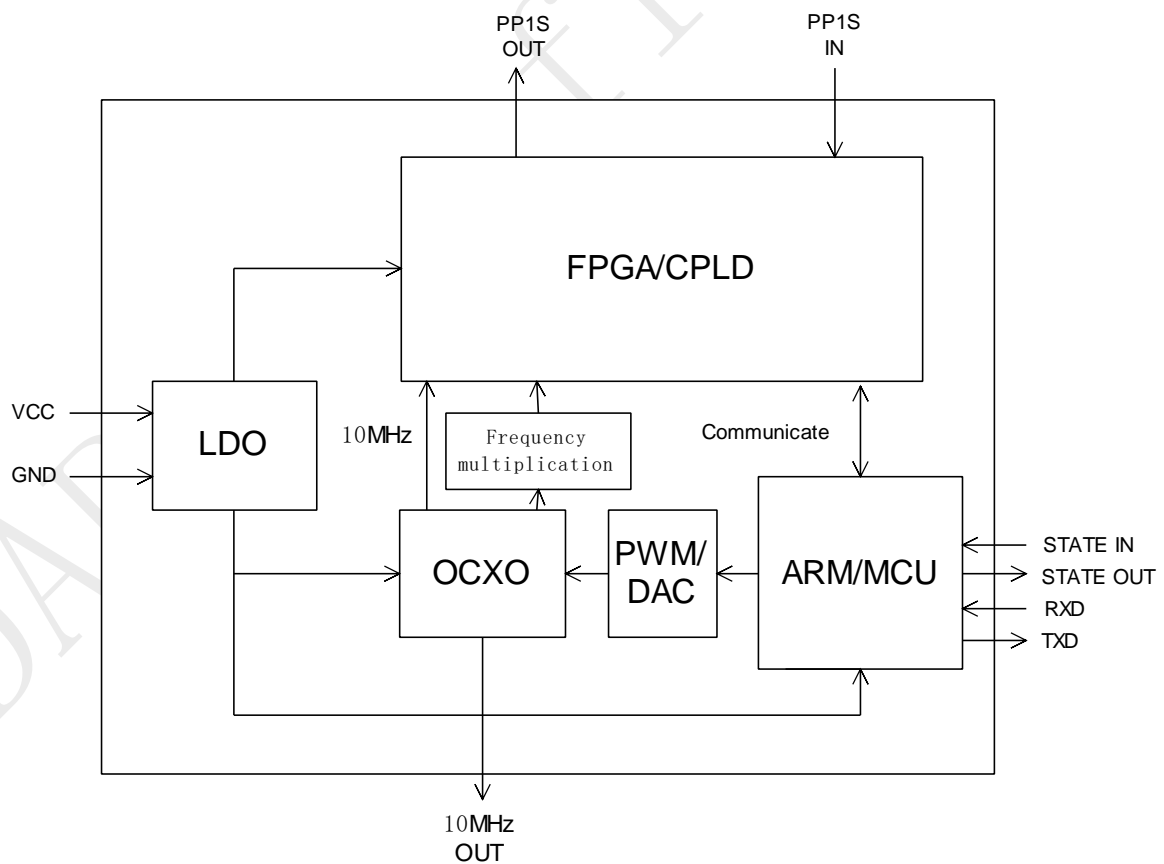 PP1S
OUT
PP1S
IN
FPGA/CPLD
VCC
GND
LDO
10MHz
Frequency
multiplication
Communicate
OCXO
PWM/
DAC
ARM/MCU
STATE IN
STATE OUT
RXD
TXD
10MHz
OUT